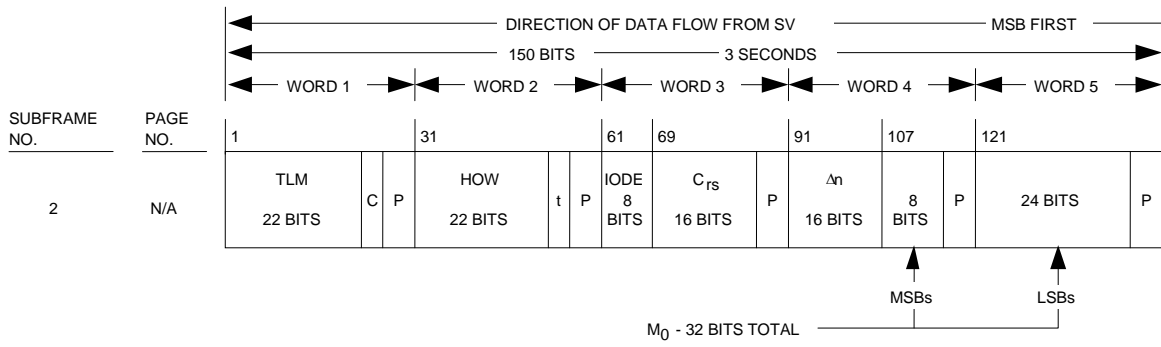 DIRECTION OF DATA FLOW FROM SV MSB FIRST
150 BITS 3 SECONDS
WORD 1 WORD 2 WORD 3 WORD 4 WORD 5
SUBFRAME NO. PAGE NO. 1 31 61 69 91 107 121
TLM HOW IODE Crs Δn
2 N/A 22 BITS C P 22 BITS t P 8 BITS 16 BITS P 16 BITS 8 BITS P 24 BITS P
MSBs LSBs
M0 - 32 BITS TOTAL